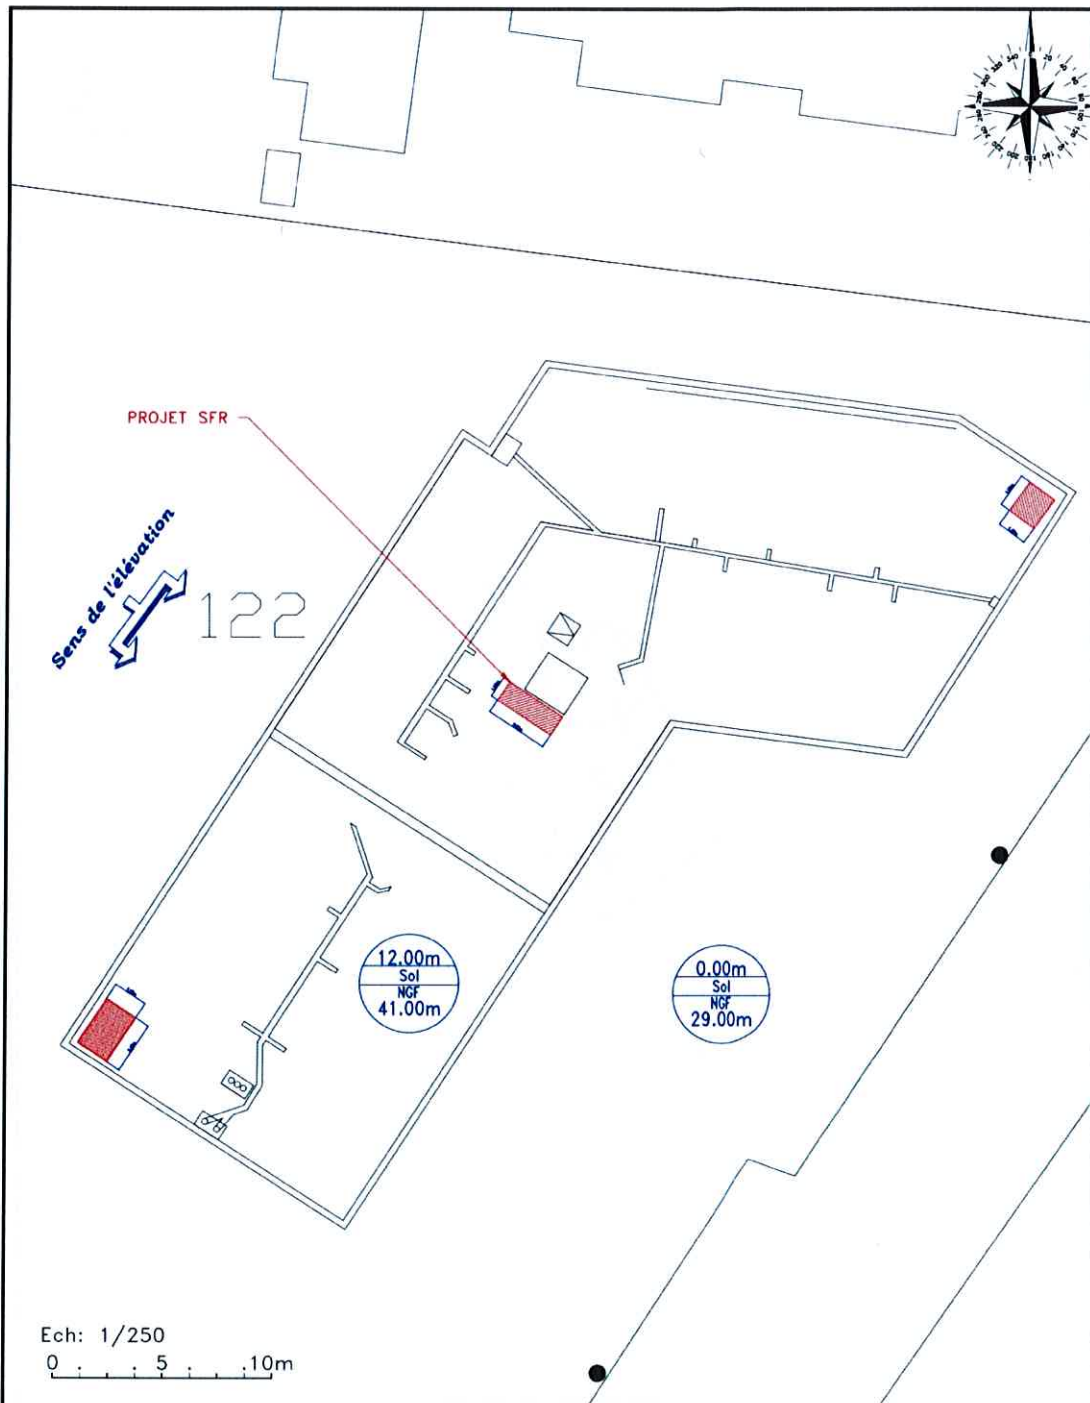 PROJET SFR
Sens de l'élévation
122
12.00m
Sol
NGF
41.00m
0.00m
Sol
NGF
29.00m
Ech: 1/250
0 5 10m